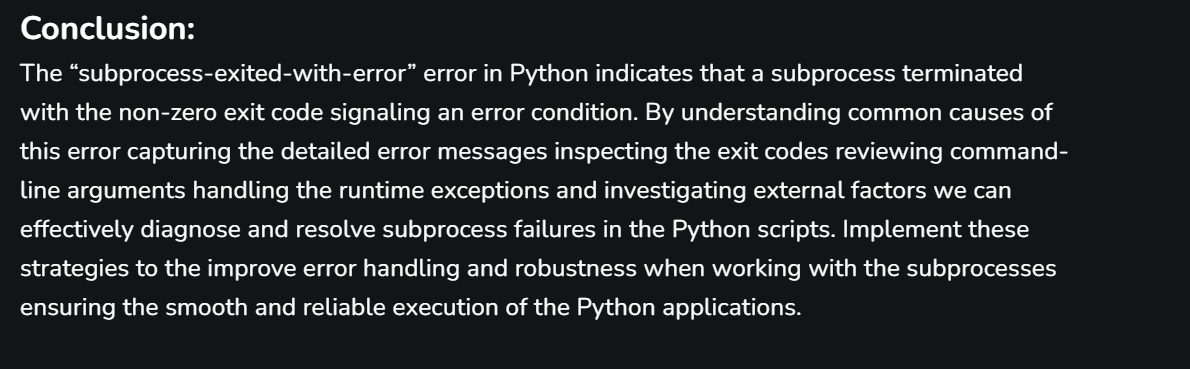 Conclusion:
The “subprocess-exited-with-error” error in Python indicates that a subprocess terminated
with the non-zero exit code signaling an error condition. By understanding common causes of
this error capturing the detailed error messages inspecting the exit codes reviewing command-
line arguments handling the runtime exceptions and investigating external factors we can
effectively diagnose and resolve subprocess failures in the Python scripts. Implement these
strategies to the improve error handling and robustness when working with the subprocesses
ensuring the smooth and reliable execution of the Python applications.